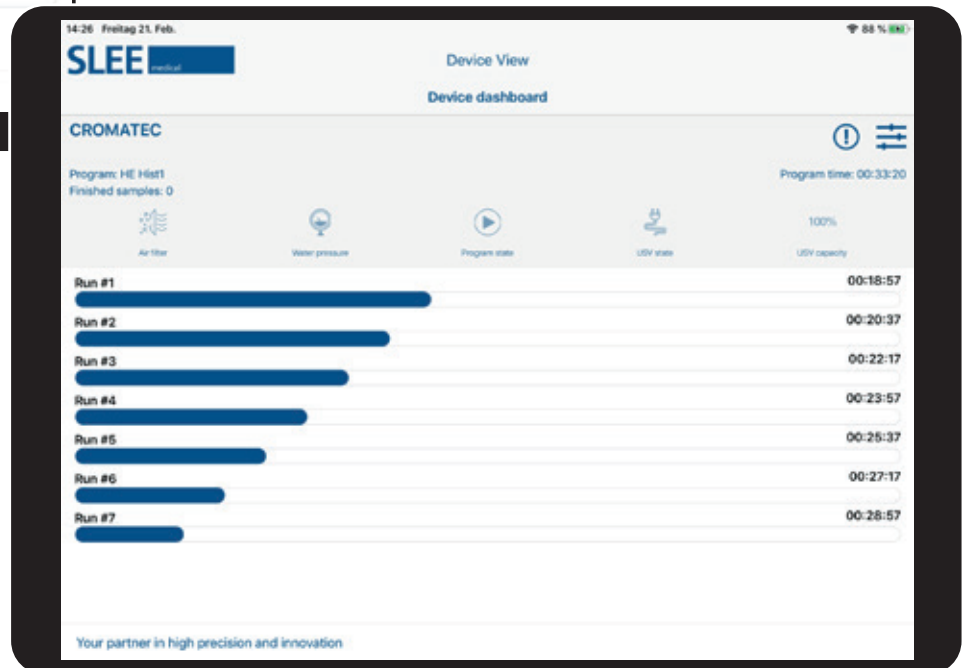 14:26 Freitag 21. Feb. 88 %
SLEE medical
Device View
Device dashboard
CROMATEC
Program: HE Hist1
Program time: 00:33:20
Finished samples: 0
100%
Air filter Water pressure Program state USV state USV capacity
Run #1 00:18:57
Run #2 00:20:37
Run #3 00:22:17
Run #4 00:23:57
Run #5 00:25:37
Run #6 00:27:17
Run #7 00:28:57
Your partner in high precision and innovation